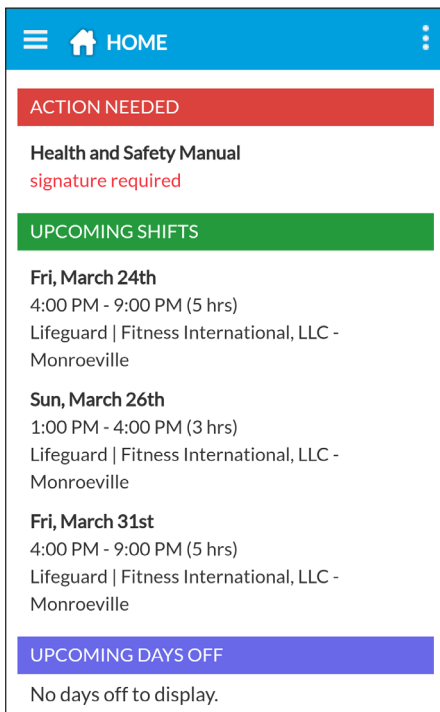 HOME
ACTION NEEDED
Health and Safety Manual
signature required
UPCOMING SHIFTS
Fri, March 24th
4:00 PM - 9:00 PM (5 hrs)
Lifeguard | Fitness International, LLC -
Monroeville
Sun, March 26th
1:00 PM - 4:00 PM (3 hrs)
Lifeguard | Fitness International, LLC -
Monroeville
Fri, March 31st
4:00 PM - 9:00 PM (5 hrs)
Lifeguard | Fitness International, LLC -
Monroeville
UPCOMING DAYS OFF
No days off to display.